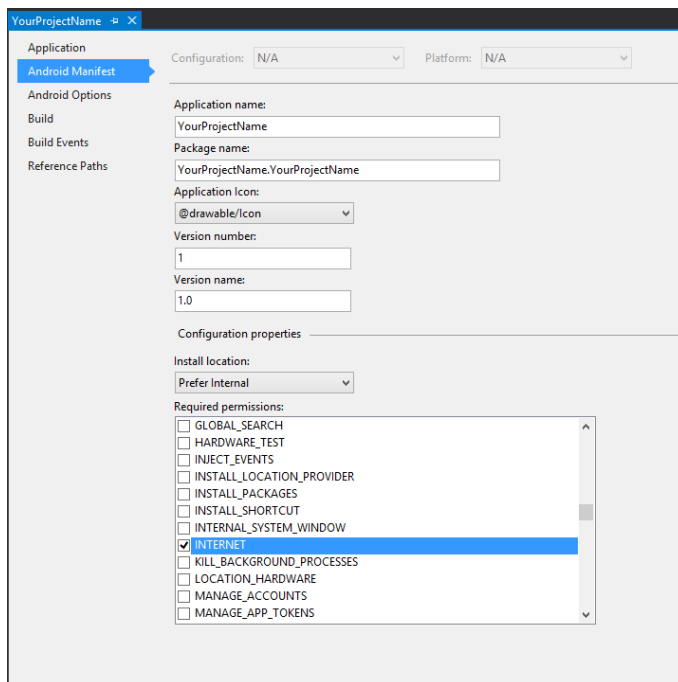 YourProjectName
Application
Android Manifest
Android Options
Build
Build Events
Reference Paths
Configuration: N/A Platform: N/A
Application name:
YourProjectName
Package name:
YourProjectName.YourProjectName
Application Icon:
@drawable/Icon
Version number:
1
Version name:
1.0
Configuration properties
Install location:
Prefer Internal
Required permissions:
GLOBAL_SEARCH
HARDWARE_TEST
INJECT_EVENTS
INSTALL_LOCATION_PROVIDER
INSTALL_PACKAGES
INSTALL_SHORTCUT
INTERNAL_SYSTEM_WINDOW
INTERNET
KILL_BACKGROUND_PROCESSES
LOCATION_HARDWARE
MANAGE_ACCOUNTS
MANAGE_APP_TOKENS